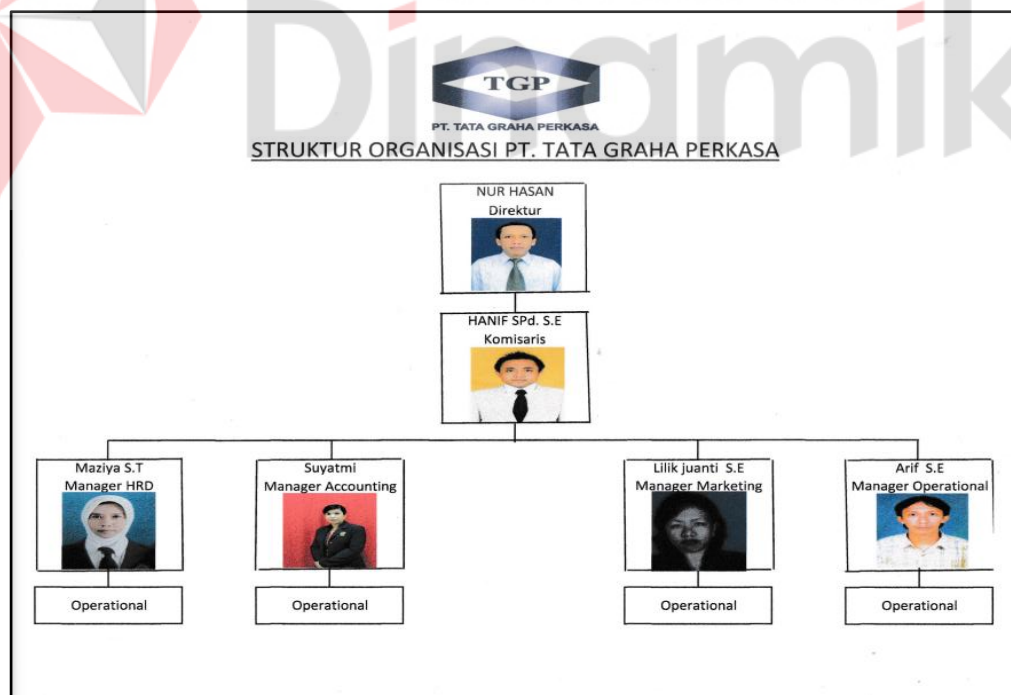 Dinamik
TGP
PT. TATA GRAHA PERKASA
STRUKTUR ORGANISASI PT. TATA GRAHA PERKASA
NUR HASAN
Direktur
HANIF SPd. S.E
Komisaris
Maziya S.T
Manager HRD
Suyatmi
Manager Accounting
Lilik juanti S.E
Manager Marketing
Arif S.E
Manager Operational
Operational
Operational
Operational
Operational